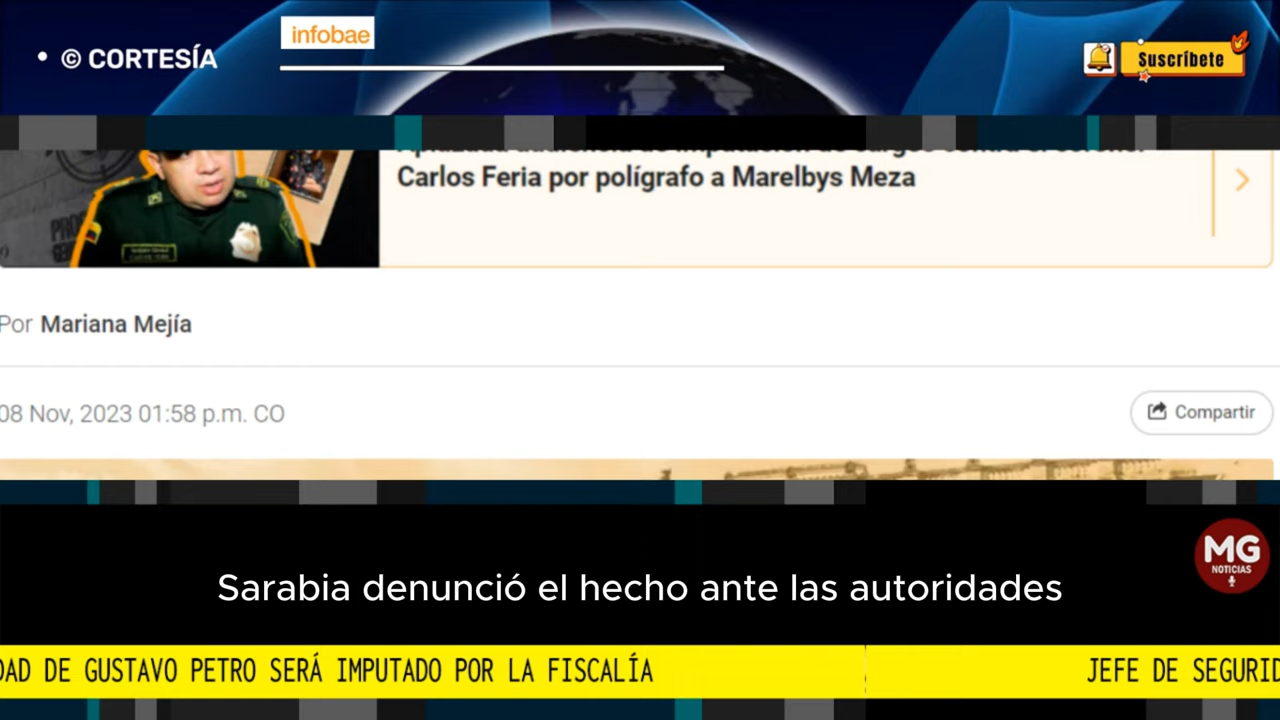 • © CORTESÍA
infobae
Suscríbete
Carlos Feria por polígrafo a Marelbys Meza
Por Mariana Mejía
08 Nov, 2023 01:58 p.m. CO
Compartir
MG
NOTICIAS
Sarabia denunció el hecho ante las autoridades
DAD DE GUSTAVO PETRO SERÁ IMPUTADO POR LA FISCALÍA
JEFE DE SEGURID